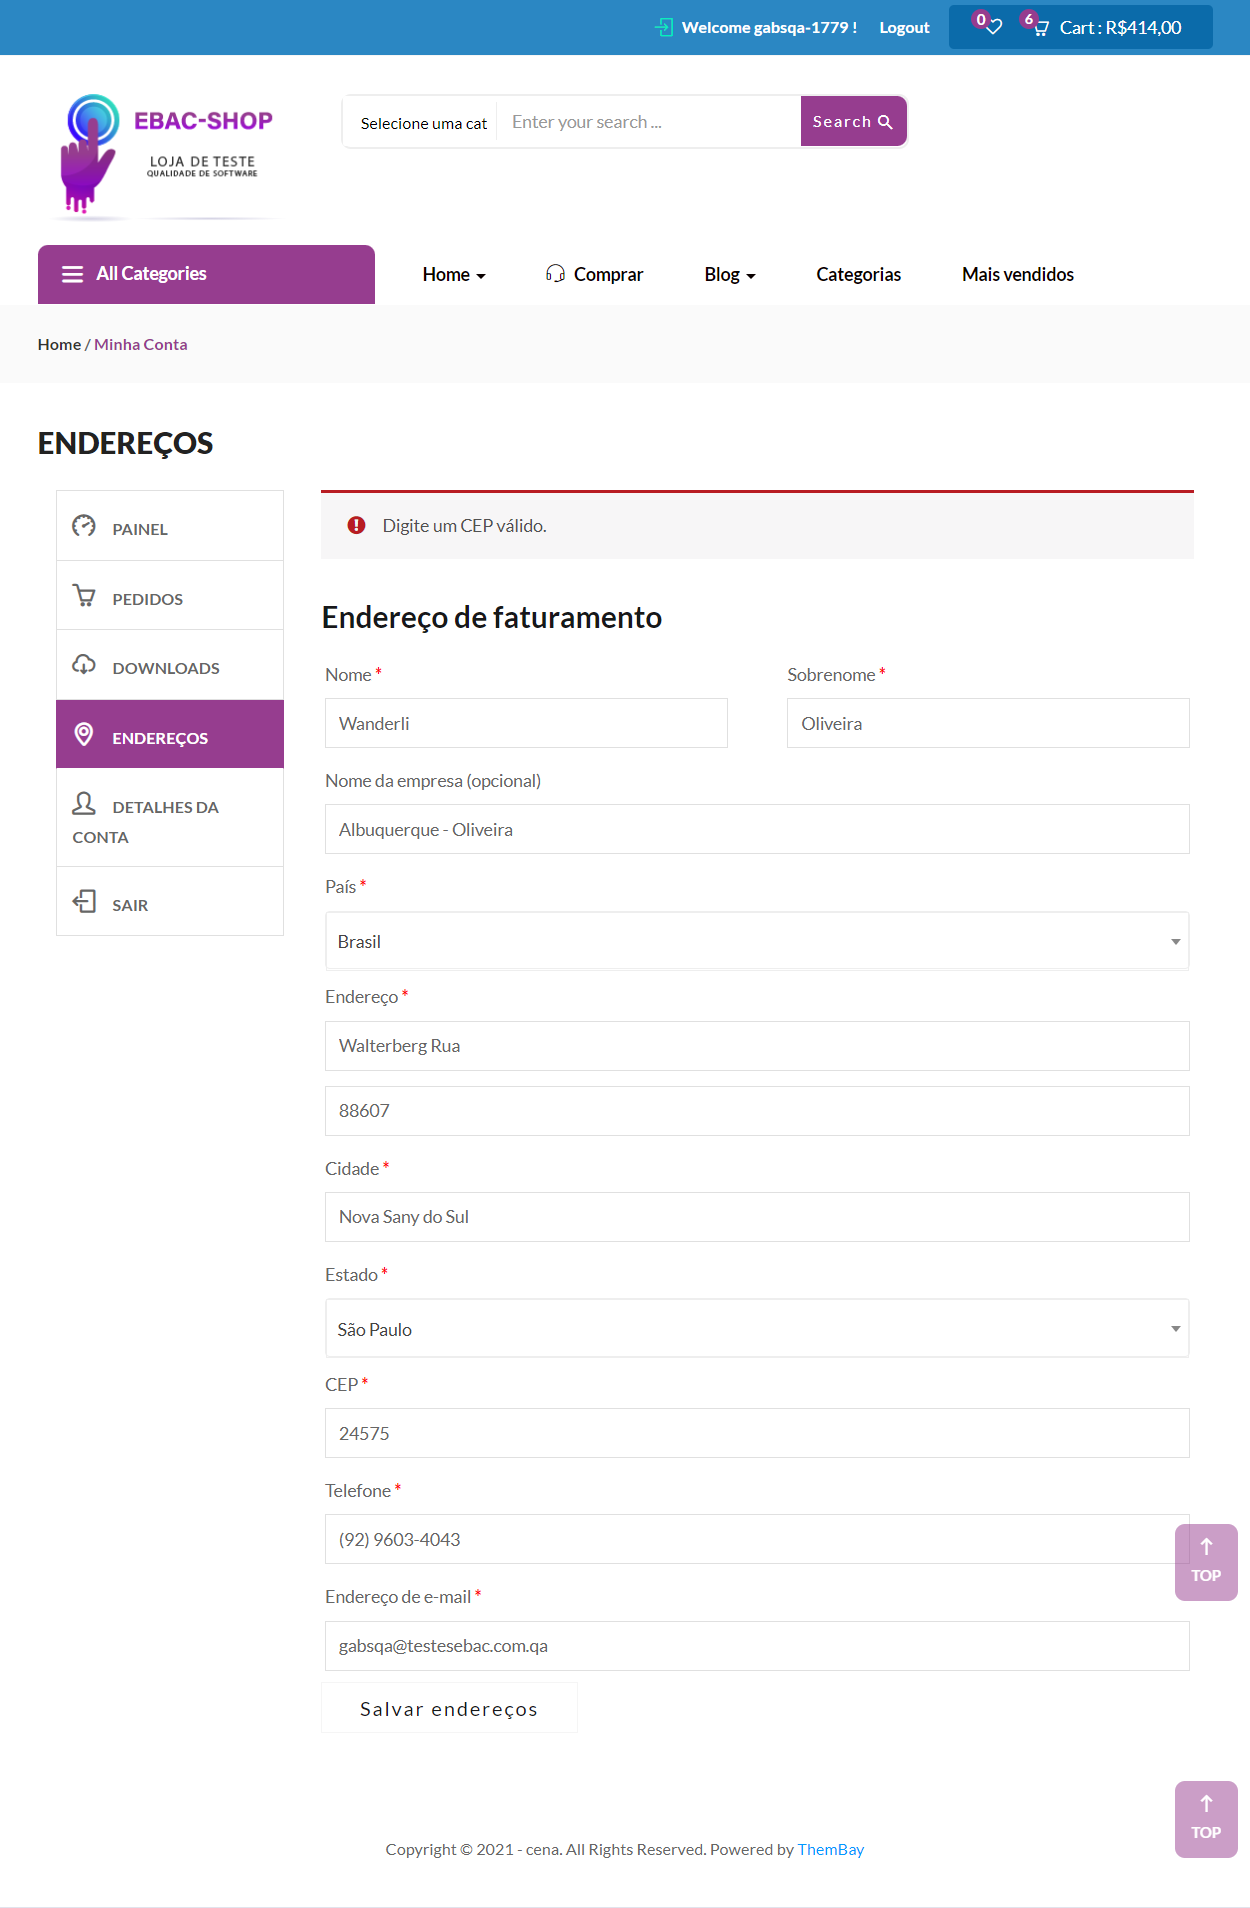 Welcome gabsqa-1779 ! Logout 0 6 Cart : R$414,00
EBAC-SHOP
LOJA DE TESTE
QUALIDADE DE SOFTWARE
Selecione uma cat Enter your search ... Search
All Categories Home Comprar Blog Categorias Mais vendidos
Home / Minha Conta
ENDEREÇOS
PAINEL
PEDIDOS
DOWNLOADS
ENDEREÇOS
DETALHES DA
CONTA
SAIR
Digite um CEP válido.
Endereço de faturamento
Nome * Sobrenome *
Wanderli Oliveira
Nome da empresa (opcional)
Albuquerque - Oliveira
País *
Brasil
Endereço *
Walterberg Rua
88607
Cidade *
Nova Sany do Sul
Estado *
São Paulo
CEP *
24575
Telefone *
(92) 9603-4043
TOP
Endereço de e-mail *
gabsqa@testesebac.com.qa
Salvar endereços
TOP
Copyright © 2021 - cena. All Rights Reserved. Powered by ThemBay